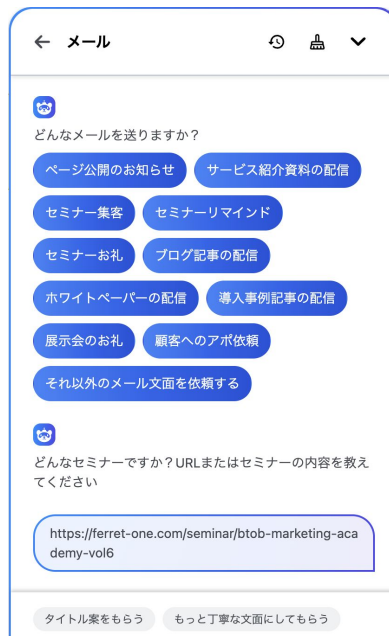 メール
どんなメールを送りますか？
ページ公開のお知らせ サービス紹介資料の配信
セミナー集客 セミナーリマインド
セミナーお礼 ブログ記事の配信
ホワイトペーパーの配信 導入事例記事の配信
展示会のお礼 顧客へのアポ依頼
それ以外のメール文面を依頼する
どんなセミナーですか？URLまたはセミナーの内容を教え
てください
https://ferret-one.com/seminar/btob-marketing-aca
demy-vol6
タイトル案をもらう もっと丁寧な文面にしてもらう